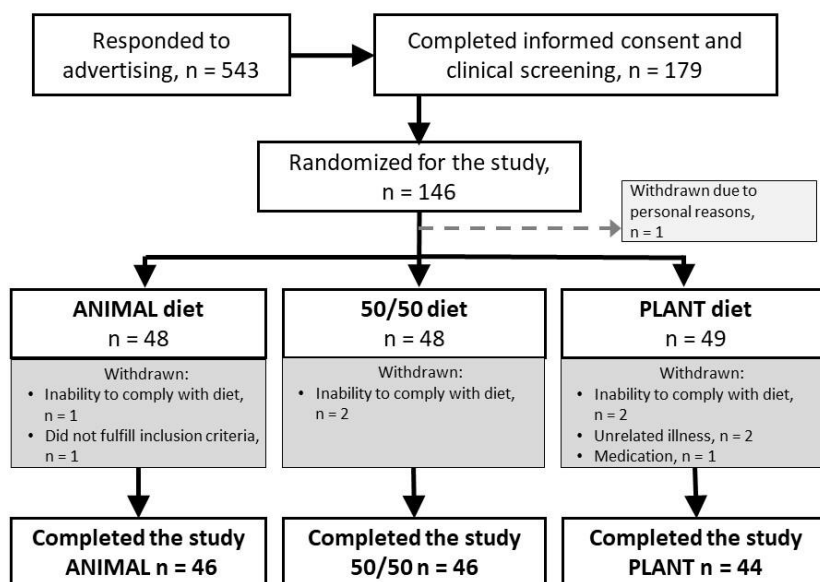 Responded to
advertising, n = 543
Completed informed consent and
clinical screening, n = 179
Randomized for the study,
n = 146
Withdrawn due to
personal reasons,
n = 1
ANIMAL diet
n = 48
Withdrawn:
• Inability to comply with diet,
n = 1
• Did not fulfill inclusion criteria,
n = 1
50/50 diet
n = 48
Withdrawn:
• Inability to comply with diet,
n = 2
PLANT diet
n = 49
Withdrawn:
• Inability to comply with diet,
n = 2
• Unrelated illness, n = 2
• Medication, n = 1
Completed the study
ANIMAL n = 46
Completed the study
50/50 n = 46
Completed the study
PLANT n = 44